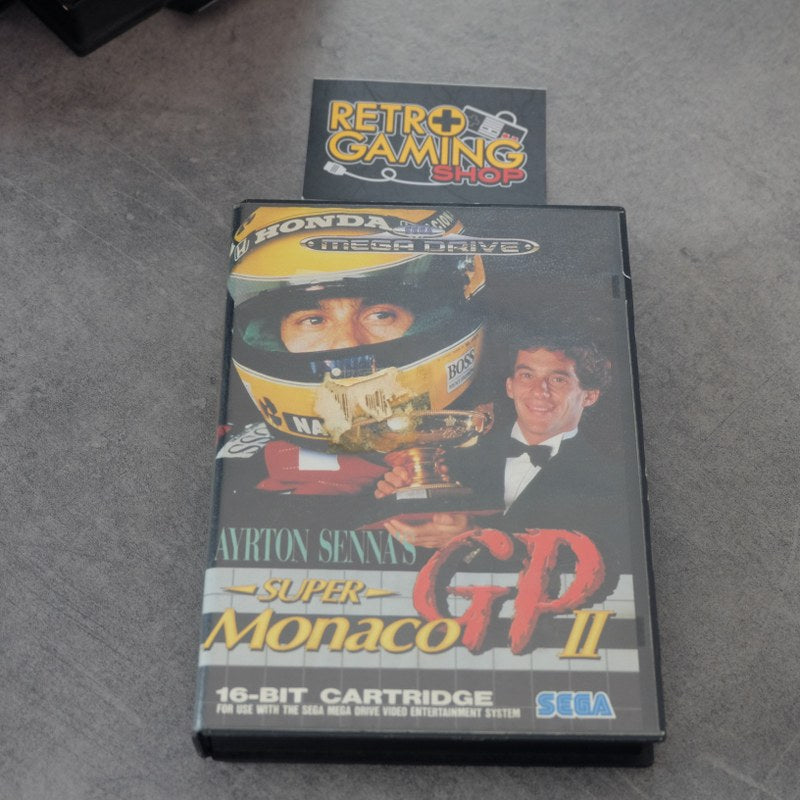 RETRO
GAMING
SHOP
HONDA
MEGA DRIVE
BOSS
NA
AYRTON SENNA'S
GP
SUPER
Monaco
II
16-BIT CARTRIDGE
FOR USE WITH THE SEGA MEGA DRIVE VIDEO ENTERTAINMENT SYSTEM
SEGA